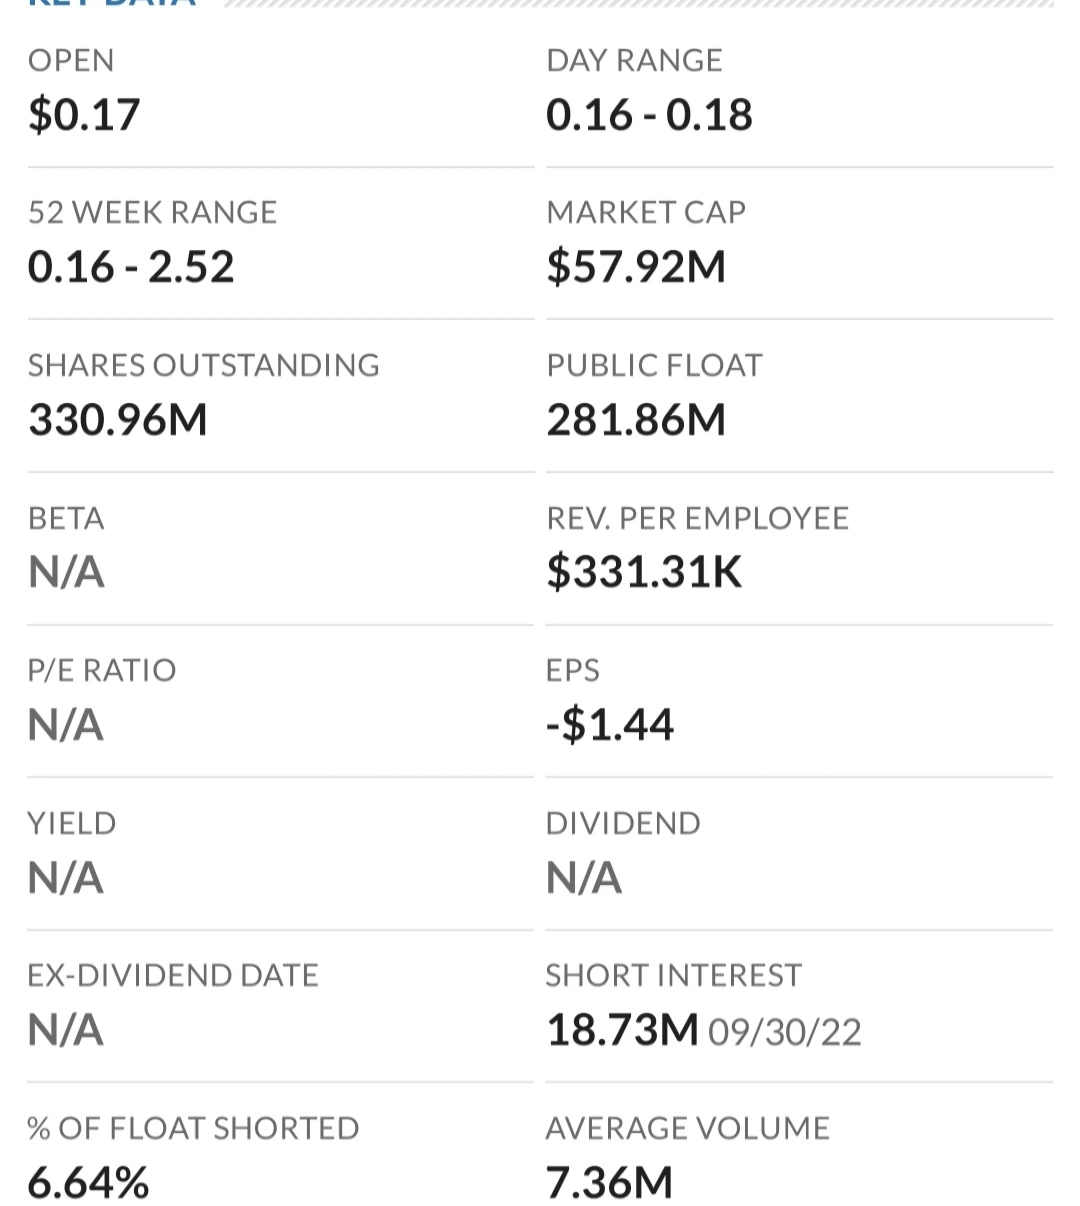 KEY DATA
OPEN
$0.17
DAY RANGE
0.16 - 0.18
52 WEEK RANGE
0.16 - 2.52
MARKET CAP
$57.92M
SHARES OUTSTANDING
330.96M
PUBLIC FLOAT
281.86M
BETA
N/A
REV. PER EMPLOYEE
$331.31K
P/E RATIO
N/A
EPS
-$1.44
YIELD
N/A
DIVIDEND
N/A
EX-DIVIDEND DATE
N/A
SHORT INTEREST
18.73M 09/30/22
% OF FLOAT SHORTED
6.64%
AVERAGE VOLUME
7.36M